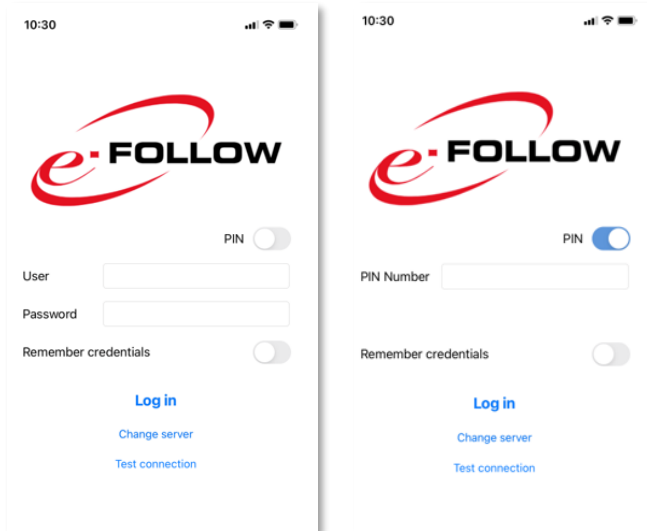 10:30
e-FOLLOW
PIN
User
Password
Remember credentials
Log in
Change server
Test connection
10:30
e-FOLLOW
PIN
PIN Number
Remember credentials
Log in
Change server
Test connection